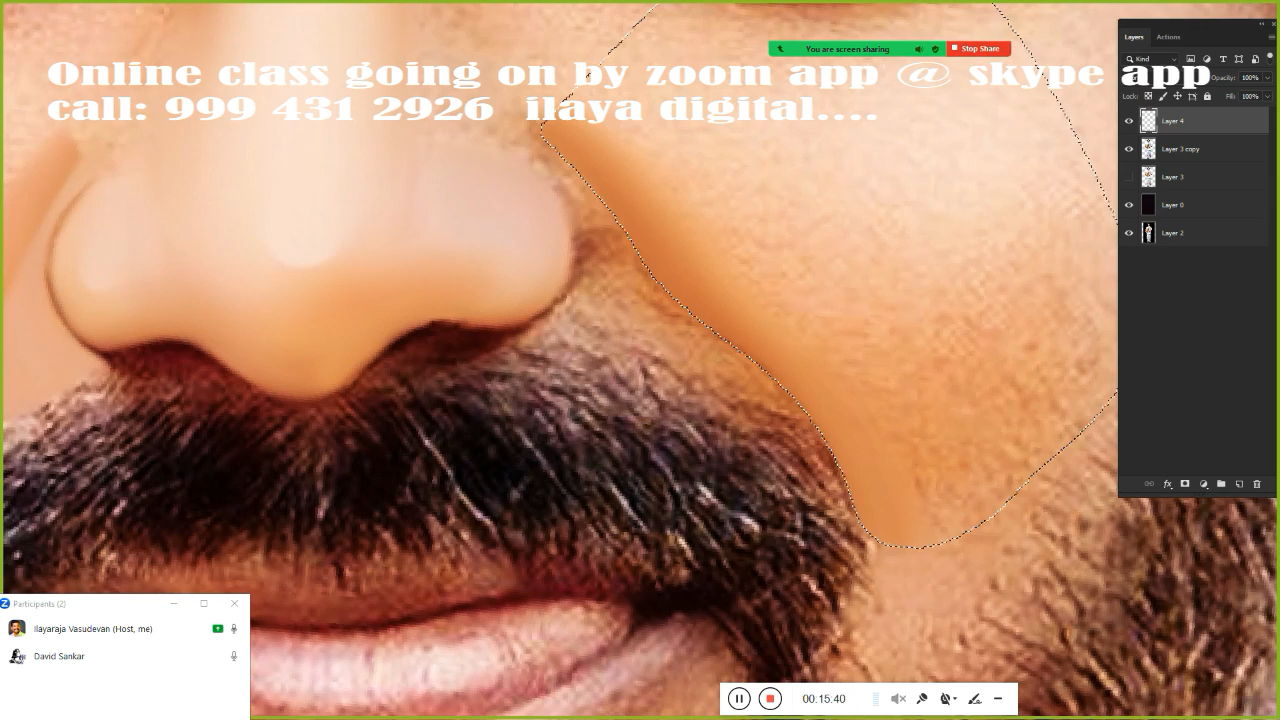 You are screen sharing
Stop Share
Online class going on by zoom app @ skype app
call: 999 431 2926 ilaya digital....
Layers
Actions
Kind
Opacity: 100%
Lock:
Fill: 100%
Layer 4
Layer 3 copy
Layer 3
Layer 0
Layer 2
fx
Participants (2)
Ilayaraja Vasudevan (Host, me)
David Sankar
00:15:40